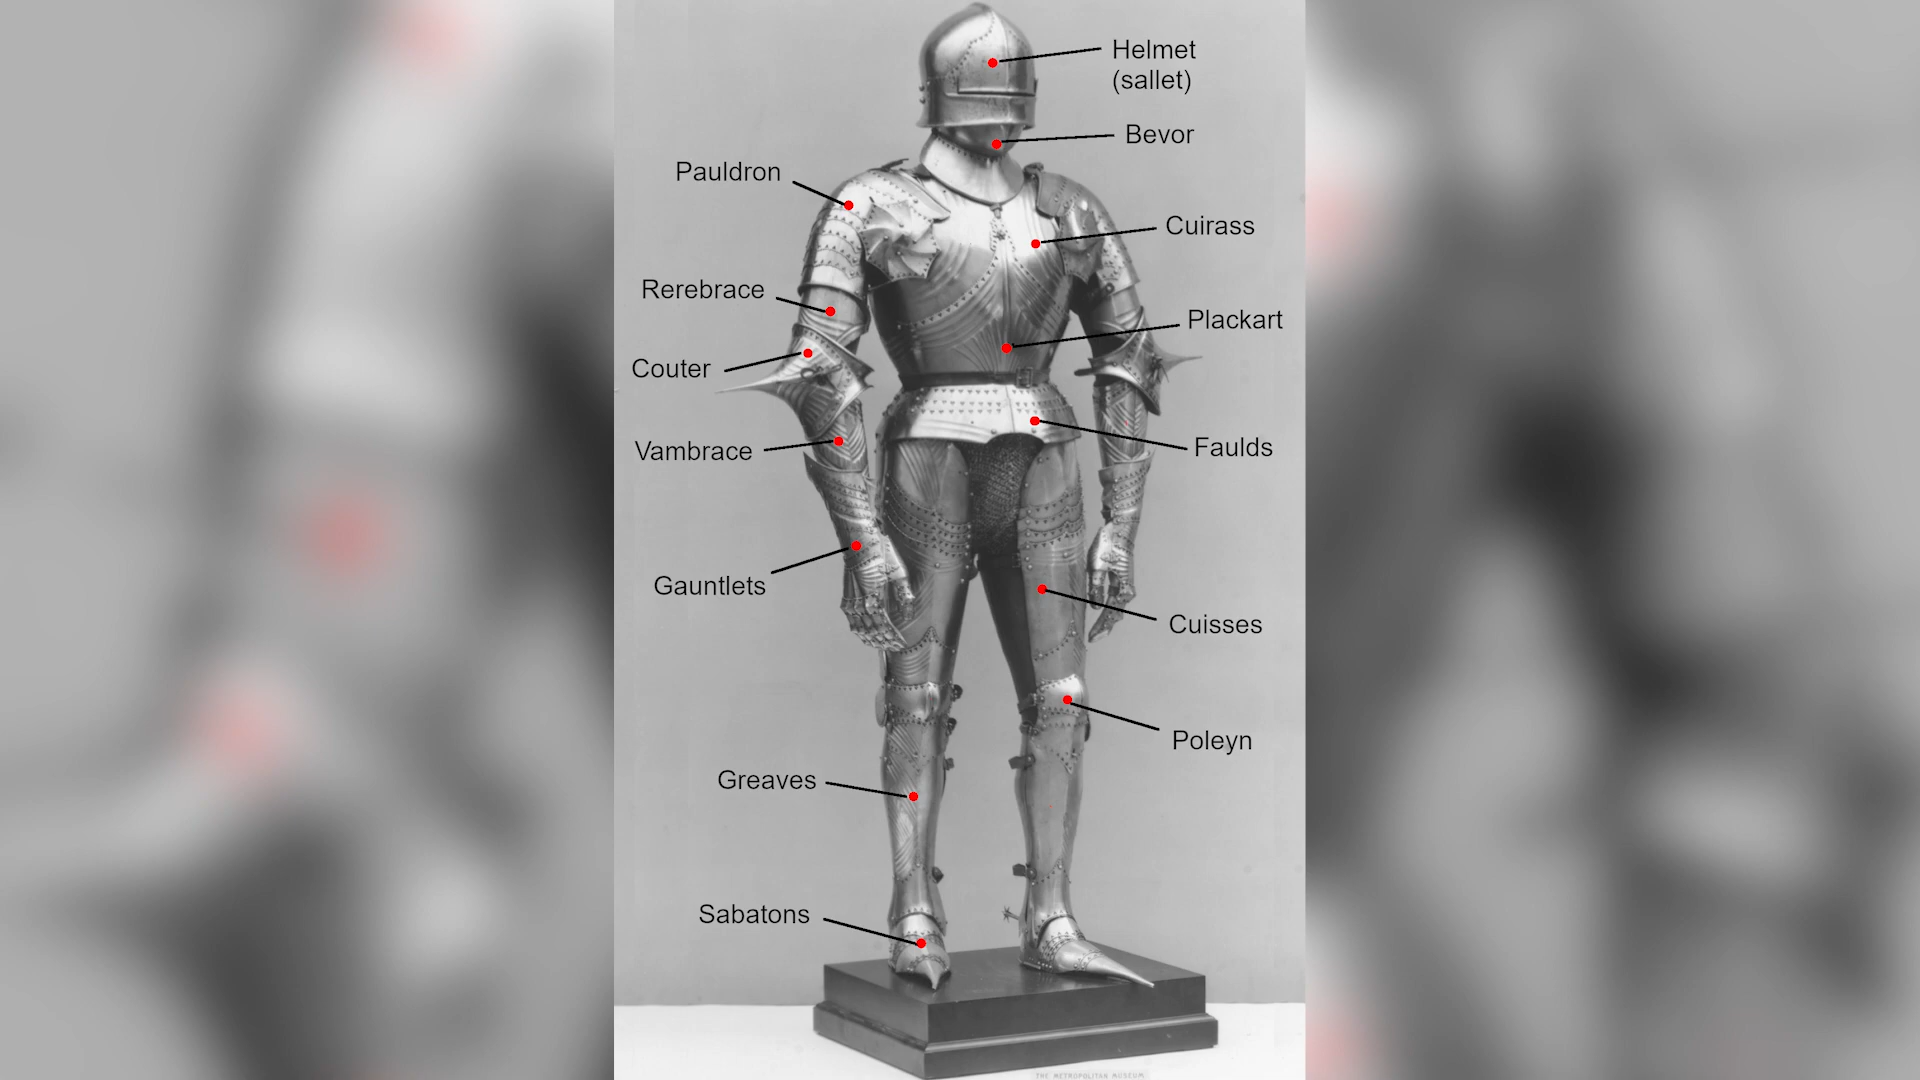 Helmet
(sallet)
Bevor
Pauldron
Cuirass
Rerebrace
Plackart
Couter
Vambrace
Faulds
Gauntlets
Cuisses
Poleyn
Greaves
Sabatons
THE METROPOLITAN MUSEUM